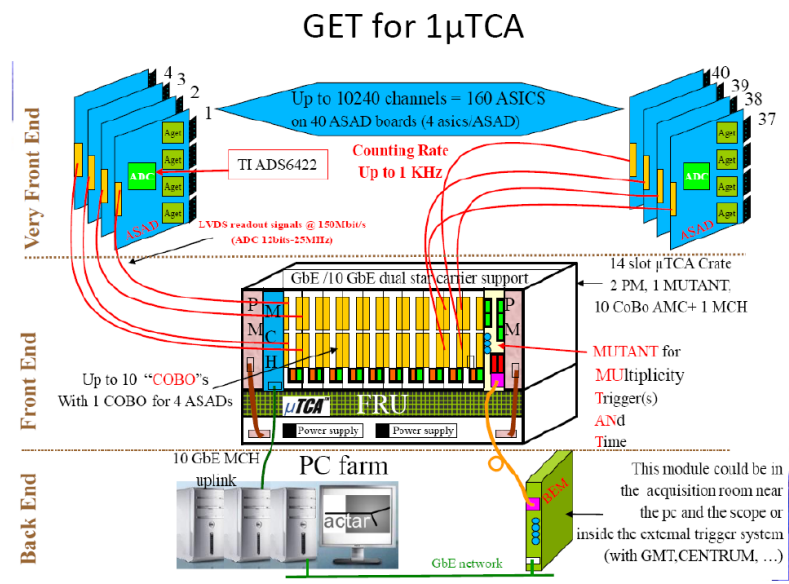 GET for 1µTCA
4
3
2
1
40
39
38
37
Up to 10240 channels = 160 ASICS
on 40 ASAD boards (4 asics/ASAD)
Aget
Aget
Aget
Aget
ADC
ASAD
TI ADS6422
Counting Rate
Up to 1 KHz
Aget
Aget
Aget
Aget
ADC
ASAD
LVDS readout signals @ 150Mbit/s
(ADC 12bits-25MHz)
Very Front End
GbE /10 GbE dual star carrier support
14 slot µTCA Crate
2 PM, 1 MUTANT,
10 CoBo AMC+ 1 MCH
PM
MCH
PM
Front End
Up to 10 “COBO”s
With 1 COBO for 4 ASADs
MUTANT for
MUltiplicity
Trigger(s)
ANd
Time
µTCA™
FRU
Power supply
Power supply
Back End
10 GbE MCH
uplink
PC farm
actar
BEM
This module could be in
the acquisition room near
the pc and the scope or
inside the external trigger system
(with GMT,CENTRUM, …)
GbE network